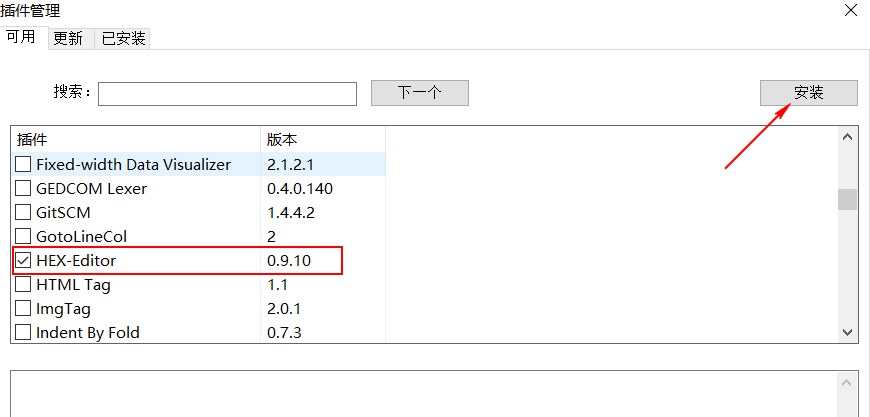 插件管理
可用 更新 已安装
搜索： 下一个 安装
插件 版本
Fixed-width Data Visualizer 2.1.2.1
GEDCOM Lexer 0.4.0.140
GitSCM 1.4.4.2
GotoLineCol 2
HEX-Editor 0.9.10
HTML Tag 1.1
ImgTag 2.0.1
Indent By Fold 0.7.3